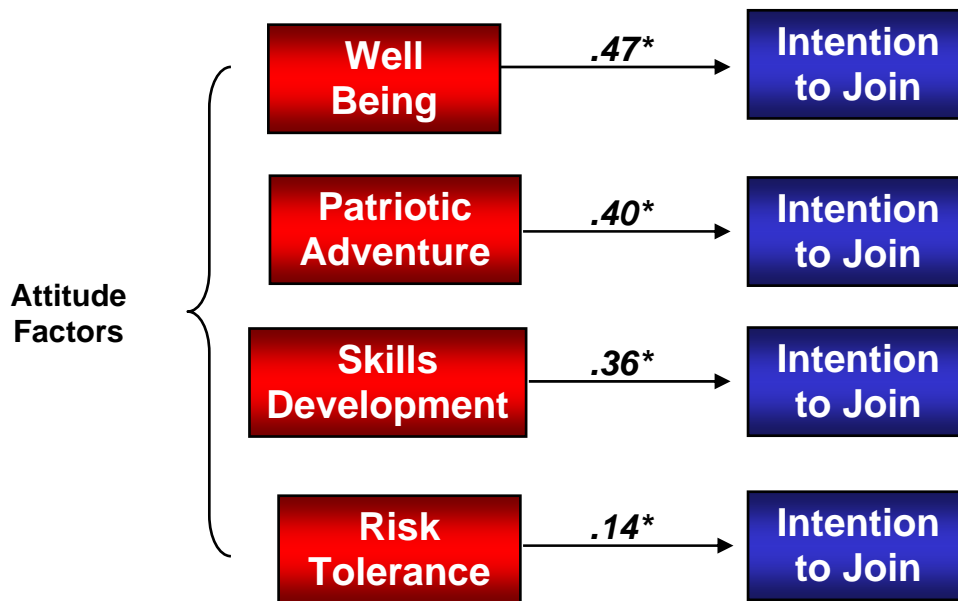 Attitude
Factors
Well
Being
.47*
Intention
to Join
Patriotic
Adventure
.40*
Intention
to Join
Skills
Development
.36*
Intention
to Join
Risk
Tolerance
.14*
Intention
to Join